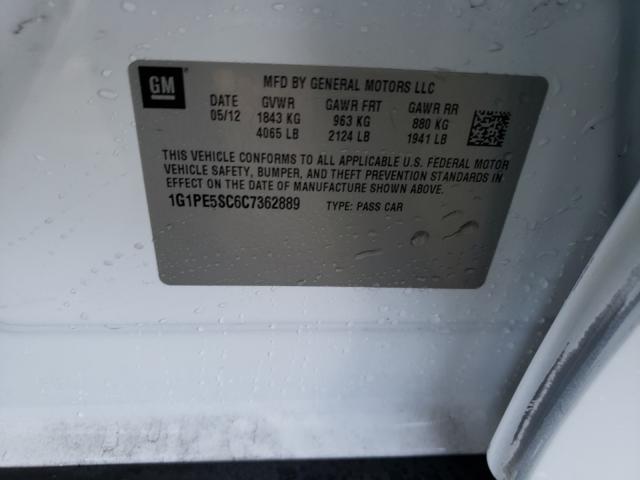 GM
MFD BY GENERAL MOTORS LLC
DATE GVWR GAWR FRT GAWR RR
05/12 1843 KG 963 KG 880 KG
4065 LB 2124 LB 1941 LB
THIS VEHICLE CONFORMS TO ALL APPLICABLE U.S. FEDERAL MOTOR
VEHICLE SAFETY, BUMPER, AND THEFT PREVENTION STANDARDS IN
EFFECT ON THE DATE OF MANUFACTURE SHOWN ABOVE.
1G1PE5SC6C7362889 TYPE: PASS CAR